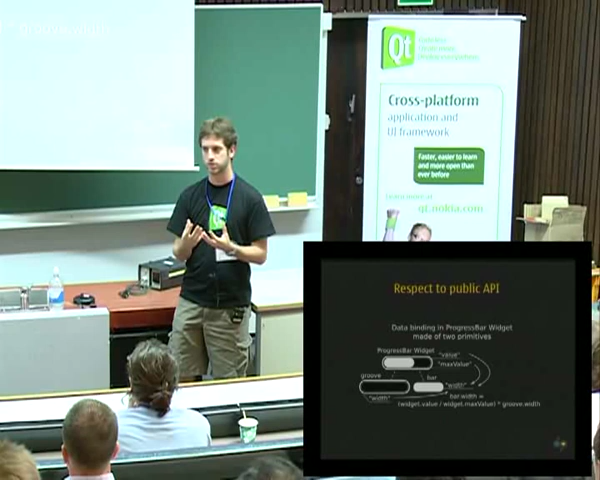 * groove.width
Qt
Cross-platform
application and
UI framework
Faster, easier to learn
and more open than
ever before
qt.nokia.com
Respect to public API
Data binding in ProgressBar Widget
made of two primitives
ProgressBar Widget
"value"
"maxValue"
groove
bar
"width"
"width"
bar.width =
(widget.value / widget.maxValue) * groove.width